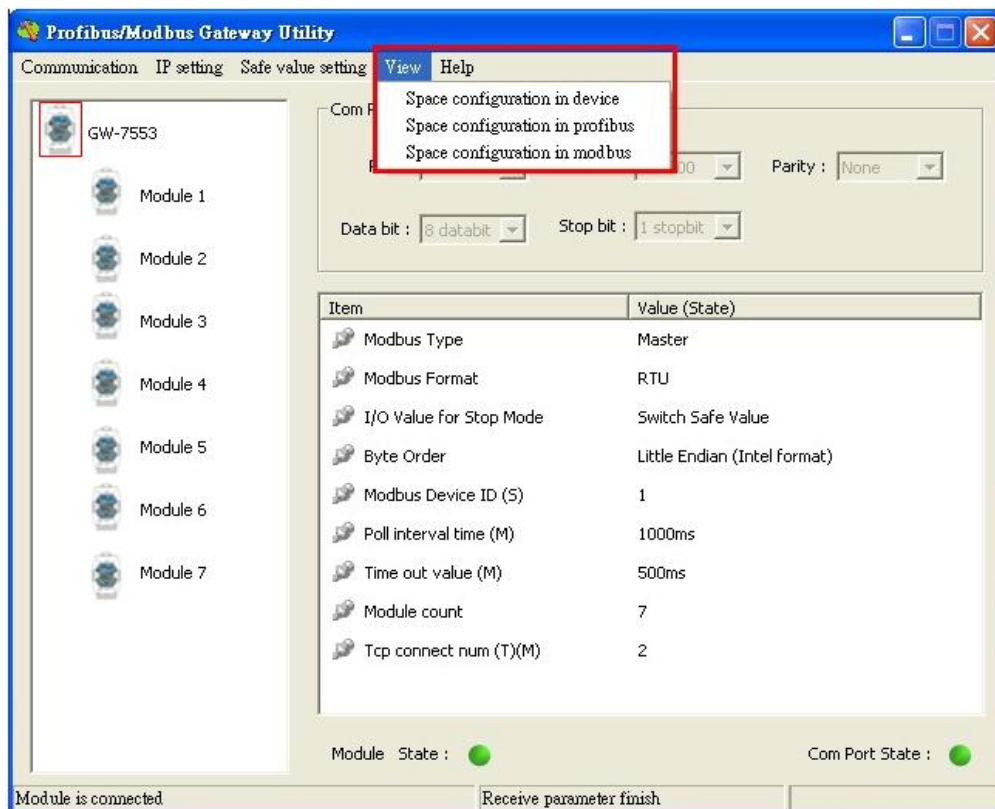 Profibus/Modbus Gateway Utility
Communication IP setting Safe value setting View Help
Space configuration in device
Space configuration in profibus
Space configuration in modbus
GW-7553
Module 1
Module 2
Module 3
Module 4
Module 5
Module 6
Module 7
Com P
Parity : None
Data bit : 8 databit Stop bit : 1 stopbit
Item Value (State)
Modbus Type Master
Modbus Format RTU
I/O Value for Stop Mode Switch Safe Value
Byte Order Little Endian (Intel format)
Modbus Device ID (S) 1
Poll interval time (M) 1000ms
Time out value (M) 500ms
Module count 7
Tcp connect num (T)(M) 2
Module State : Com Port State :
Module is connected Receive parameter finish